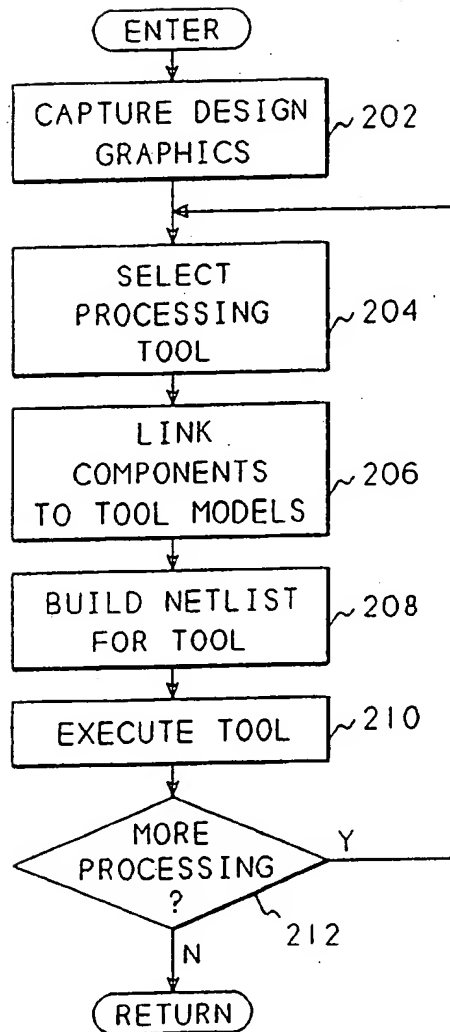 ENTER
CAPTURE DESIGN
GRAPHICS
202
SELECT
PROCESSING
TOOL
204
LINK
COMPONENTS
TO TOOL MODELS
206
BUILD NETLIST
FOR TOOL
208
EXECUTE TOOL
210
MORE
PROCESSING
?
Y
212
N
RETURN